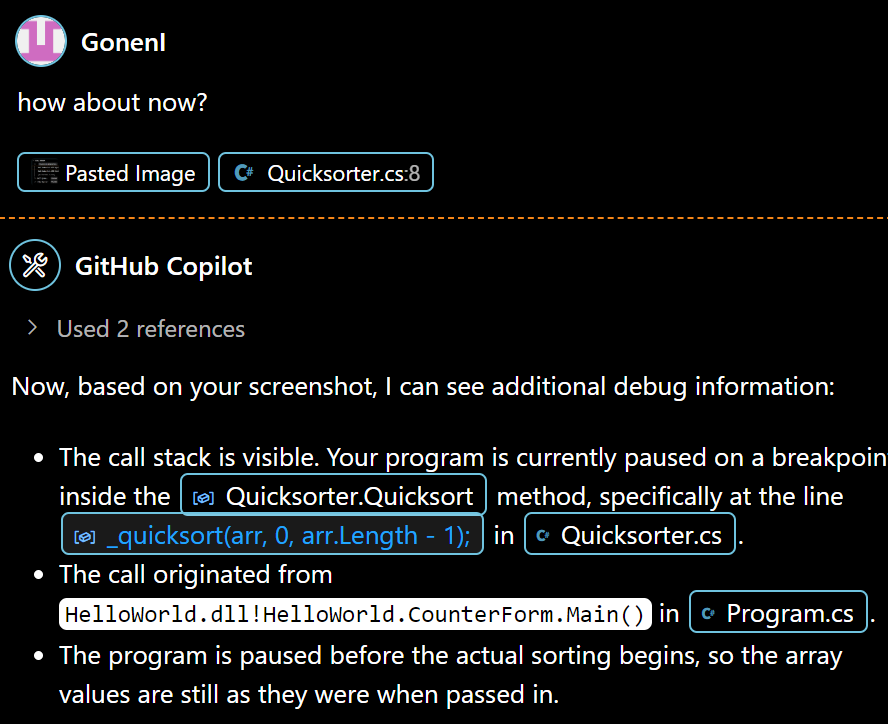 GonenI
how about now?
Pasted Image Quicksorter.cs:8
GitHub Copilot
Used 2 references
Now, based on your screenshot, I can see additional debug information:
• The call stack is visible. Your program is currently paused on a breakpoin
inside the Quicksorter.Quicksort method, specifically at the line
_quicksort(arr, 0, arr.Length - 1); in C# Quicksorter.cs.
• The call originated from
HelloWorld.dll!HelloWorld.CounterForm.Main() in C# Program.cs.
• The program is paused before the actual sorting begins, so the array
values are still as they were when passed in.